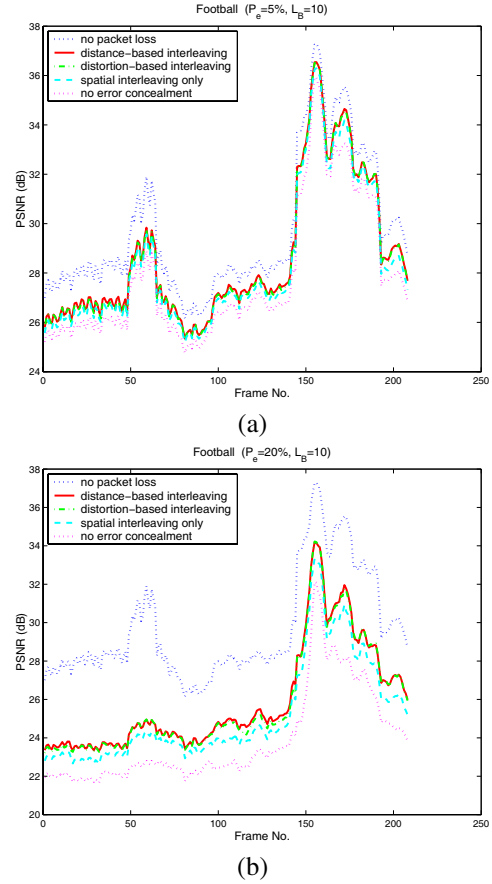 Football (P_e=5%, L_B=10)
no packet loss
distance-based interleaving
distortion-based interleaving
spatial interleaving only
no error concealment
PSNR (dB)
38
36
34
32
30
28
26
24
0 50 100 150 200 250
Frame No.
(a)
Football (P_e=20%, L_B=10)
no packet loss
distance-based interleaving
distortion-based interleaving
spatial interleaving only
no error concealment
PSNR (dB)
38
36
34
32
30
28
26
24
22
20
0 50 100 150 200 250
Frame No.
(b)